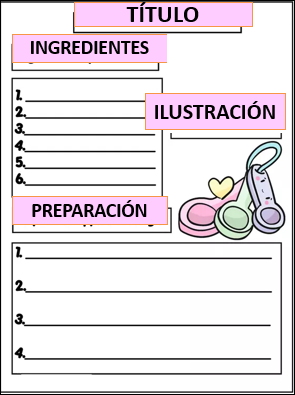 TÍTULO
INGREDIENTES
1.
2.
3.
4.
5.
6.
ILUSTRACIÓN
PREPARACIÓN
1.
2.
3.
4.